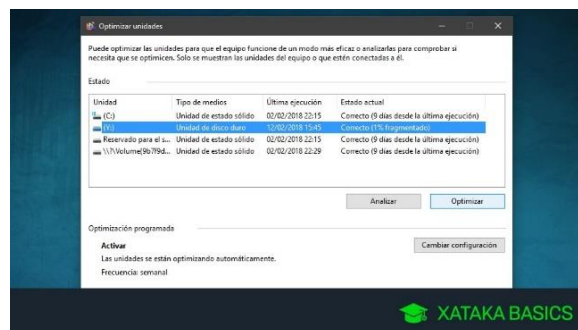 Optimizar unidades
Puede optimizar las unidades para que el equipo funcione de un modo más eficaz o analizarlas para comprobar si
necesita que se optimicen. Solo se muestran las unidades del equipo o que estén conectadas a él.
Estado
Unidad Tipo de medios Última ejecución Estado actual
(C:) Unidad de estado sólido 02/02/2018 22:15 Correcto (9 días desde la última ejecución)
(Y:) Unidad de disco duro 12/02/2018 15:45 Correcto (1% fragmentado)
Reservado para el s... Unidad de estado sólido 02/02/2018 22:15 Correcto (9 días desde la última ejecución)
\\?\Volume{9b7f9d... Unidad de estado sólido 02/02/2018 22:29 Correcto (9 días desde la última ejecución)
Analizar Optimizar
Optimización programada
Activar Cambiar configuración
Las unidades se están optimizando automáticamente.
Frecuencia: semanal
XATAKA BASICS